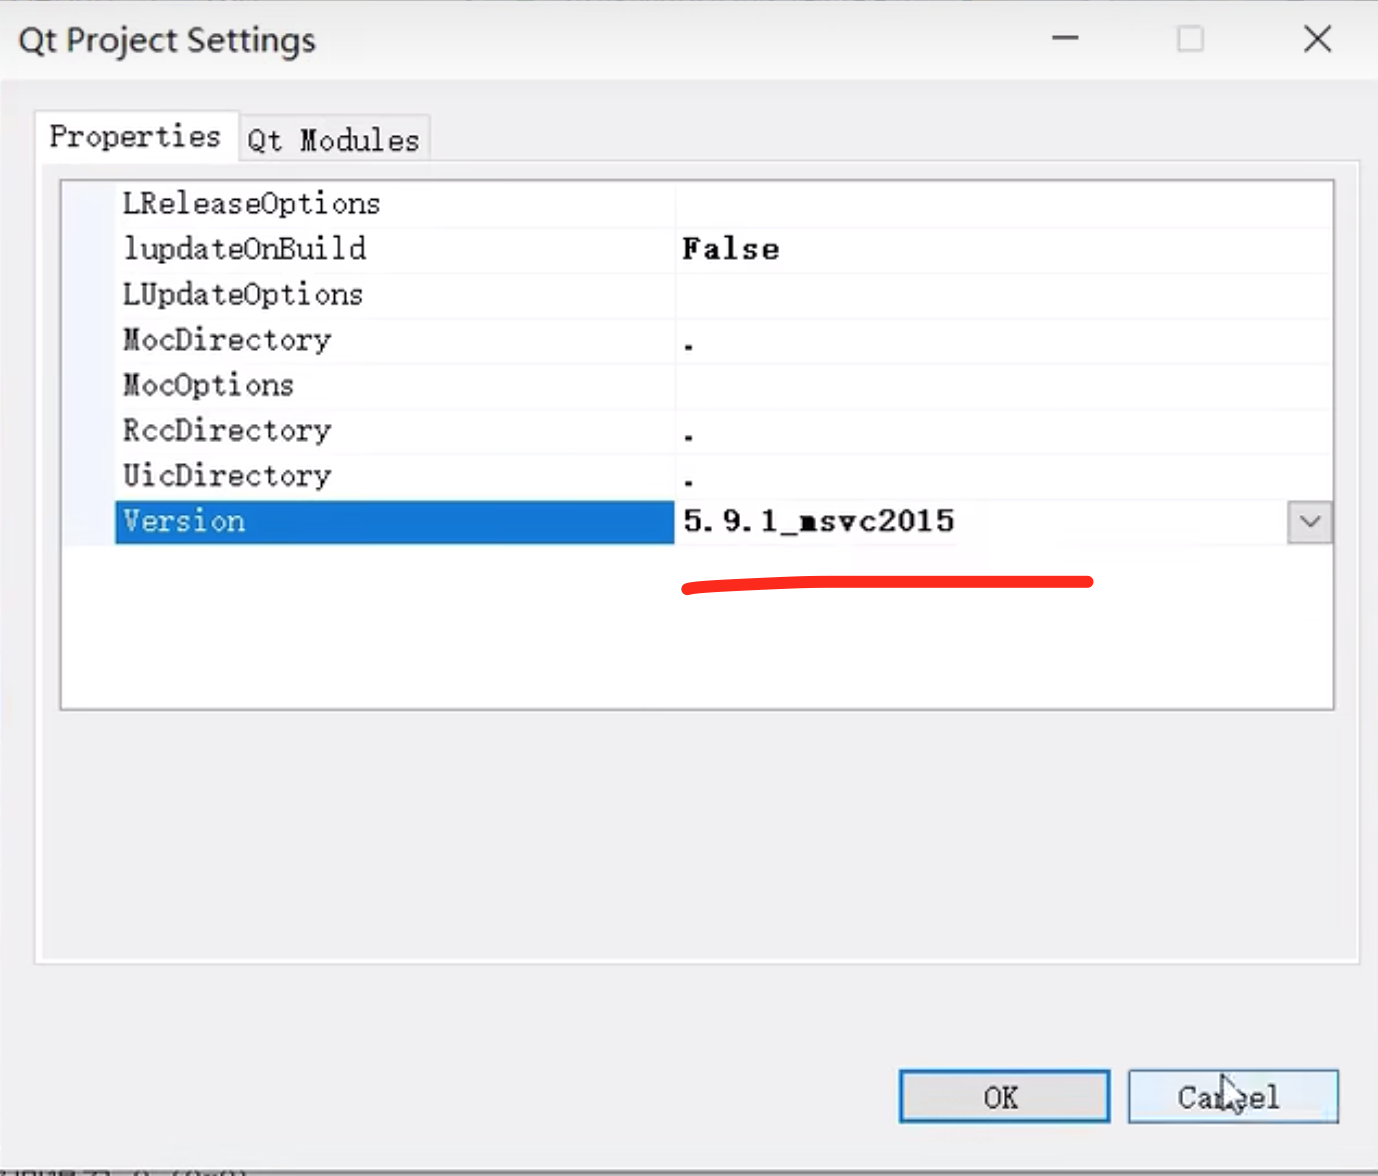 Qt Project Settings
Properties
Qt Modules
LReleaseOptions
lupdateOnBuild False
LUpdateOptions
MocDirectory .
MocOptions
RccDirectory .
UicDirectory .
Version 5.9.1_msvc2015
OK
Cancel